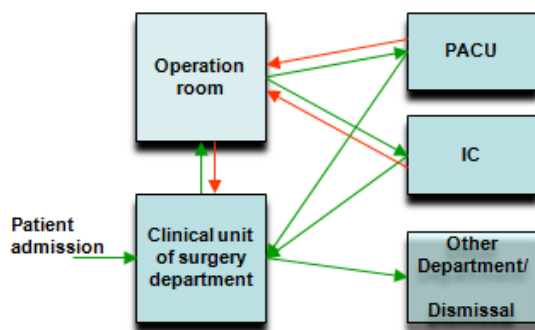 Operation
room
PACU
IC
Patient
admission
Clinical unit
of surgery
department
Other
Department/
Dismissal